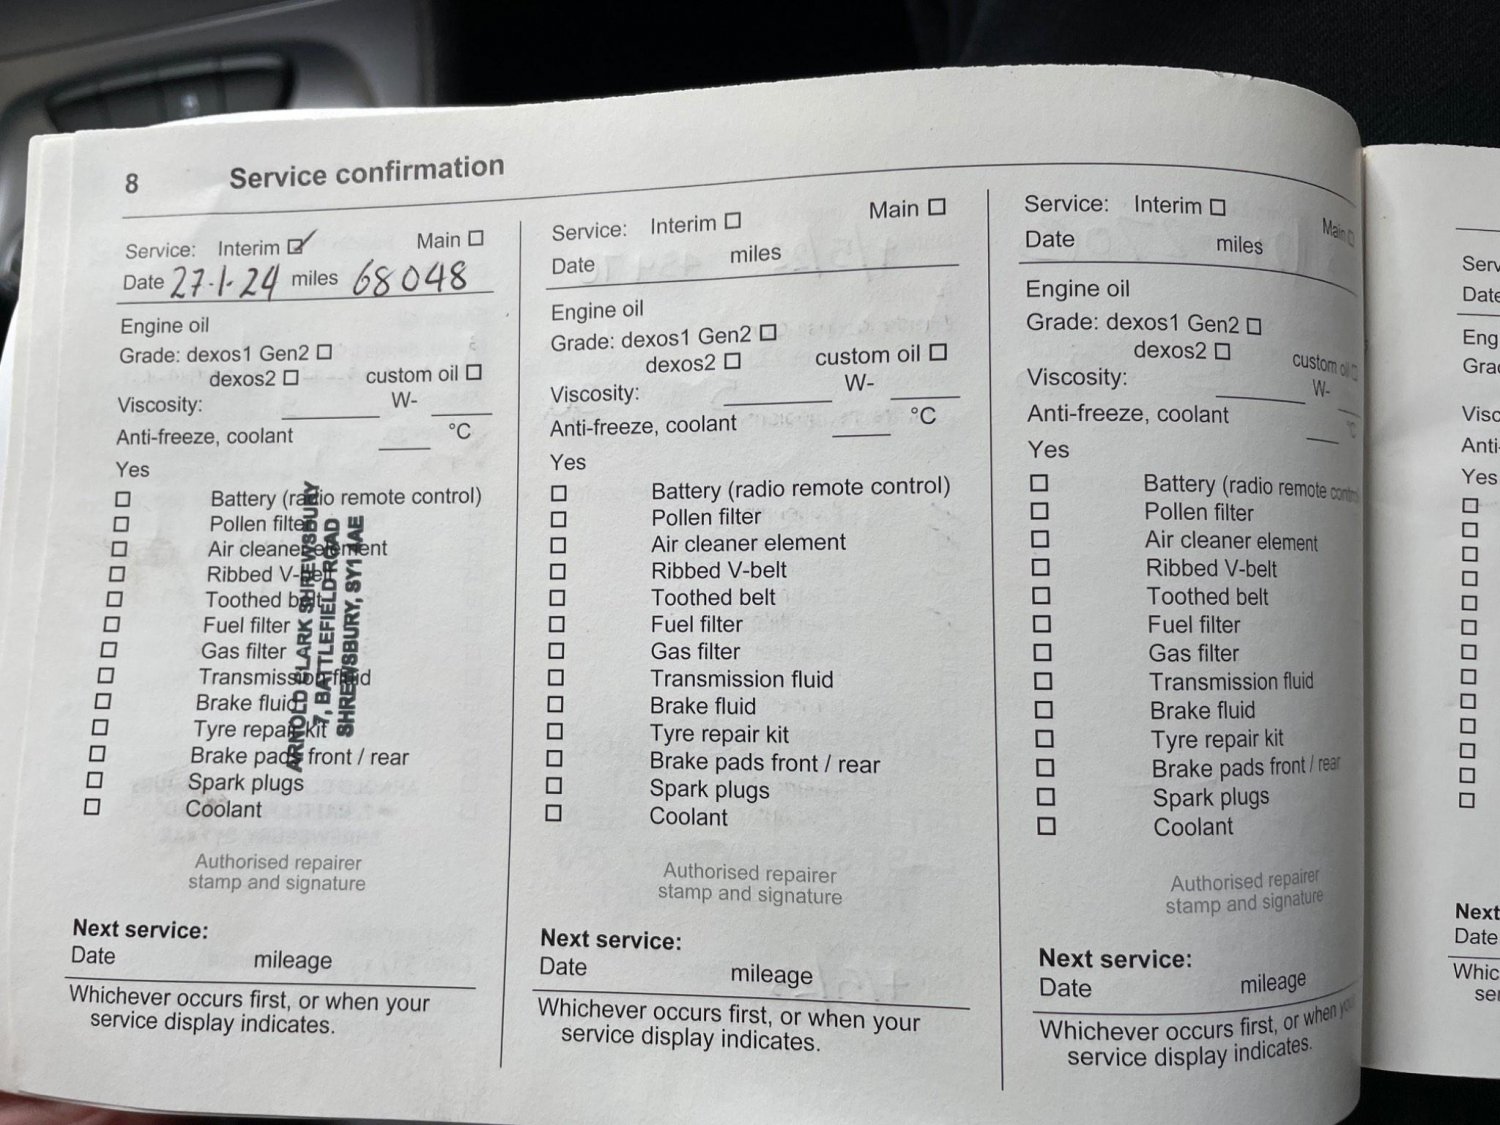 8 Service confirmation
Service: Interim Main
Date 27·1·24 miles 68048
Engine oil
Grade: dexos1 Gen2
dexos2 custom oil
Viscosity: W-
Anti-freeze, coolant °C
Yes
Battery (radio remote control)
Pollen filter
Air cleaner element
Ribbed V-belt
Toothed belt
Fuel filter
Gas filter
Transmission fluid
Brake fluid
Tyre repair kit
Brake pads front / rear
Spark plugs
Coolant
ARNOLD CLARK SHREWSBURY
7, BATTLEFIELD ROAD
SHREWSBURY, SY1 4AE
Authorised repairer
stamp and signature
Next service:
Date mileage
Whichever occurs first, or when your
service display indicates.
Service: Interim Main
Date miles
Engine oil
Grade: dexos1 Gen2
dexos2 custom oil
Viscosity: W-
Anti-freeze, coolant °C
Yes
Battery (radio remote control)
Pollen filter
Air cleaner element
Ribbed V-belt
Toothed belt
Fuel filter
Gas filter
Transmission fluid
Brake fluid
Tyre repair kit
Brake pads front / rear
Spark plugs
Coolant
Authorised repairer
stamp and signature
Next service:
Date mileage
Whichever occurs first, or when your
service display indicates.
Service: Interim Main
Date miles
Engine oil
Grade: dexos1 Gen2
dexos2 custom oil
Viscosity: W-
Anti-freeze, coolant °C
Yes
Battery (radio remote control)
Pollen filter
Air cleaner element
Ribbed V-belt
Toothed belt
Fuel filter
Gas filter
Transmission fluid
Brake fluid
Tyre repair kit
Brake pads front / rear
Spark plugs
Coolant
Authorised repairer
stamp and signature
Next service:
Date mileage
Whichever occurs first, or when your
service display indicates.
Serv
Date
Eng
Gra
Visc
Anti-
Yes
Next
Date
Whic
ser